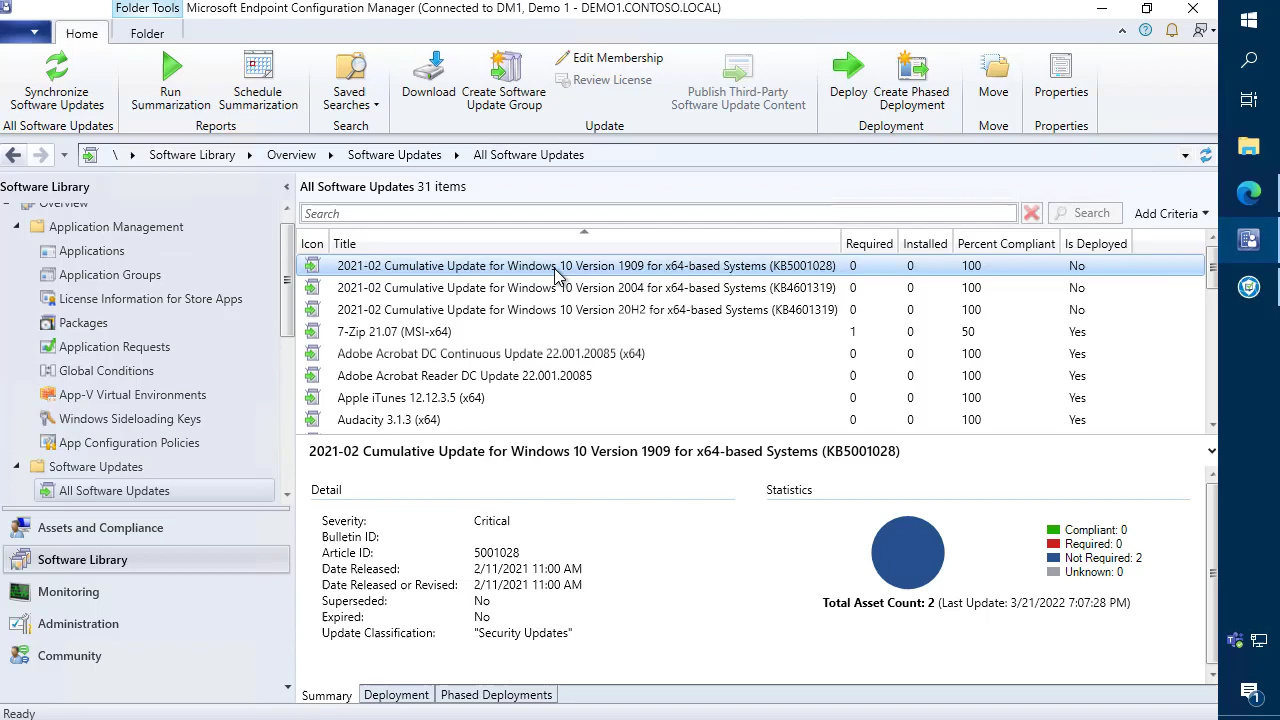 Folder Tools Microsoft Endpoint Configuration Manager (Connected to DM1, Demo 1 - DEMO1.CONTOSO.LOCAL)
Home Folder
Synchronize Software Updates
Run Summarization
Schedule Summarization
Saved Searches
Download
Create Software Update Group
Edit Membership
Review License
Publish Third-Party Software Update Content
Deploy
Create Phased Deployment
Move
Properties
All Software Updates Reports Search Update Deployment Move Properties
\ Software Library Overview Software Updates All Software Updates
Software Library
Overview
Application Management
Applications
Application Groups
License Information for Store Apps
Packages
Application Requests
Global Conditions
App-V Virtual Environments
Windows Sideloading Keys
App Configuration Policies
Software Updates
All Software Updates
Assets and Compliance
Software Library
Monitoring
Administration
Community
All Software Updates 31 items
Search Search Add Criteria
Icon Title Required Installed Percent Compliant Is Deployed
2021-02 Cumulative Update for Windows 10 Version 1909 for x64-based Systems (KB5001028) 0 0 100 No
2021-02 Cumulative Update for Windows 10 Version 2004 for x64-based Systems (KB4601319) 0 0 100 No
2021-02 Cumulative Update for Windows 10 Version 20H2 for x64-based Systems (KB4601319) 0 0 100 No
7-Zip 21.07 (MSI-x64) 1 0 50 Yes
Adobe Acrobat DC Continuous Update 22.001.20085 (x64) 0 0 100 Yes
Adobe Acrobat Reader DC Update 22.001.20085 0 0 100 Yes
Apple iTunes 12.12.3.5 (x64) 0 0 100 Yes
Audacity 3.1.3 (x64) 0 0 100 Yes
2021-02 Cumulative Update for Windows 10 Version 1909 for x64-based Systems (KB5001028)
Detail
Severity: Critical
Bulletin ID:
Article ID: 5001028
Date Released: 2/11/2021 11:00 AM
Date Released or Revised: 2/11/2021 11:00 AM
Superseded: No
Expired: No
Update Classification: "Security Updates"
Statistics
Compliant: 0
Required: 0
Not Required: 2
Unknown: 0
Total Asset Count: 2 (Last Update: 3/21/2022 7:07:28 PM)
Summary Deployment Phased Deployments
Ready
1